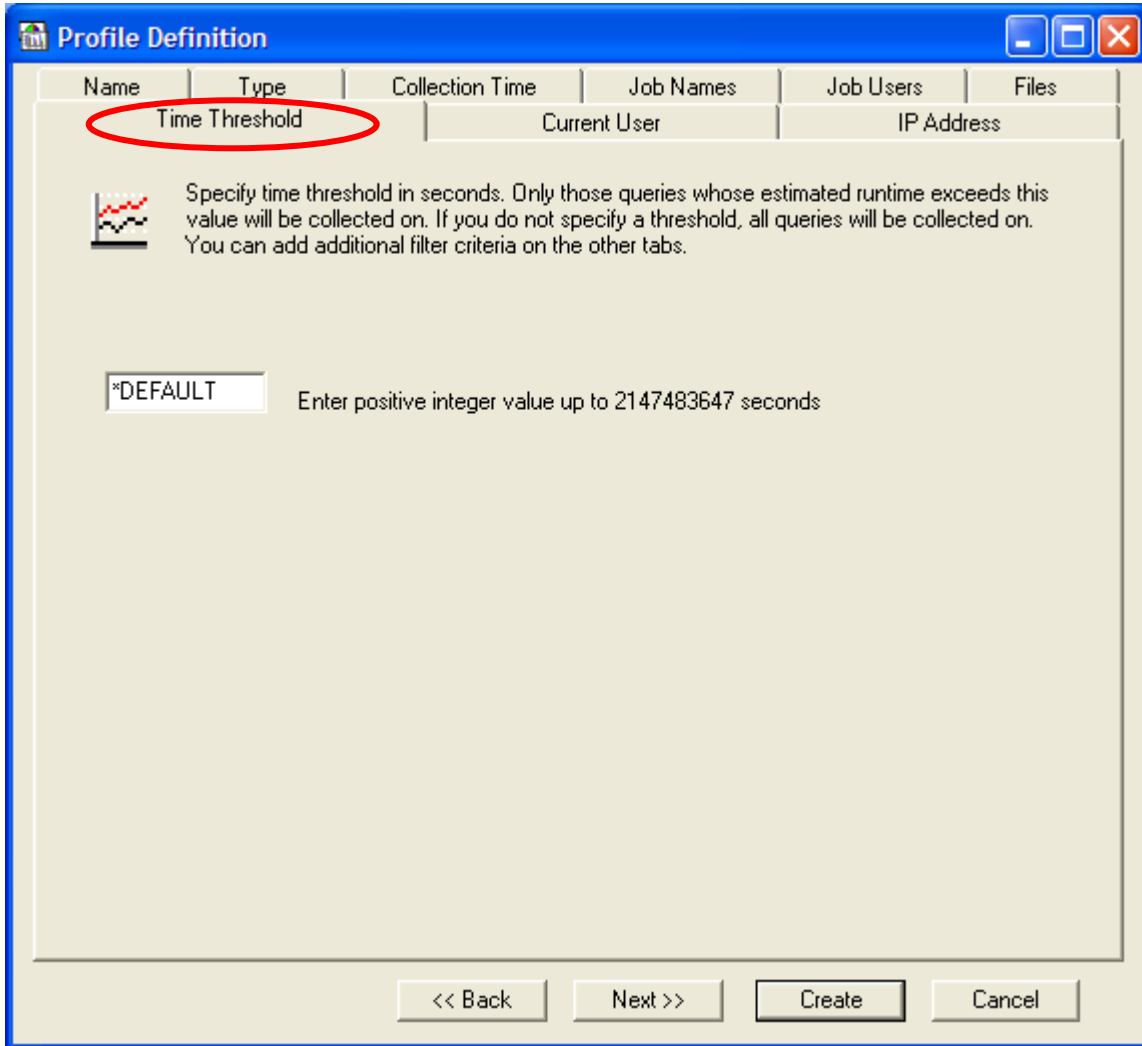 Profile Definition
Name Type Collection Time Job Names Job Users Files
Time Threshold Current User IP Address
Specify time threshold in seconds. Only those queries whose estimated runtime exceeds this
value will be collected on. If you do not specify a threshold, all queries will be collected on.
You can add additional filter criteria on the other tabs.
*DEFAULT Enter positive integer value up to 2147483647 seconds
<< Back Next >> Create Cancel